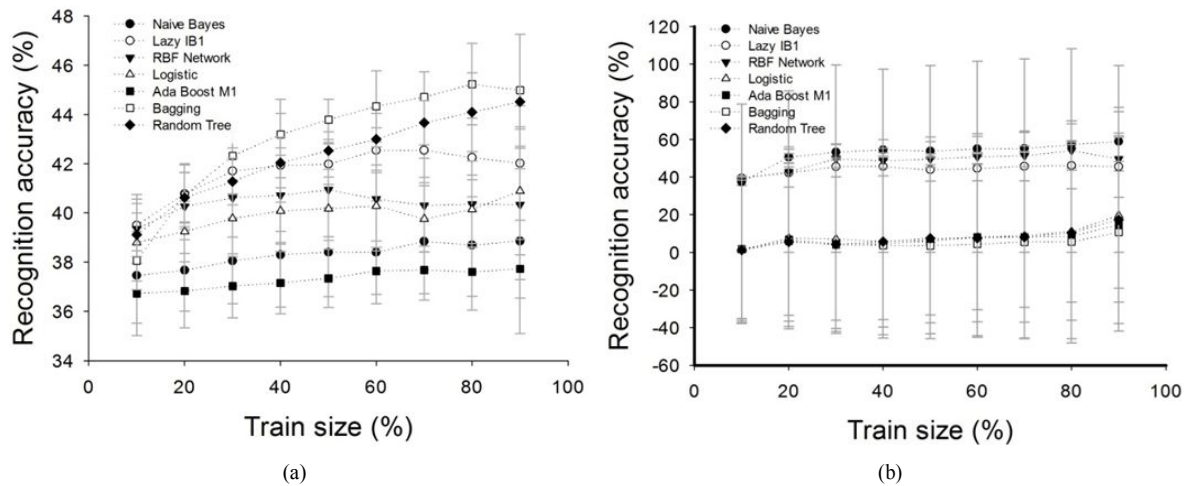 48
46
44
42
40
38
36
34
Recognition accuracy (%)
Naive Bayes
Lazy IB1
RBF Network
Logistic
Ada Boost M1
Bagging
Random Tree
0
20
40
60
80
100
Train size (%)
(a)
120
100
80
60
40
20
0
-20
-40
-60
Recognition accuracy (%)
Naive Bayes
Lazy IB1
RBF Network
Logistic
Ada Boost M1
Bagging
Random Tree
0
20
40
60
80
100
Train size (%)
(b)